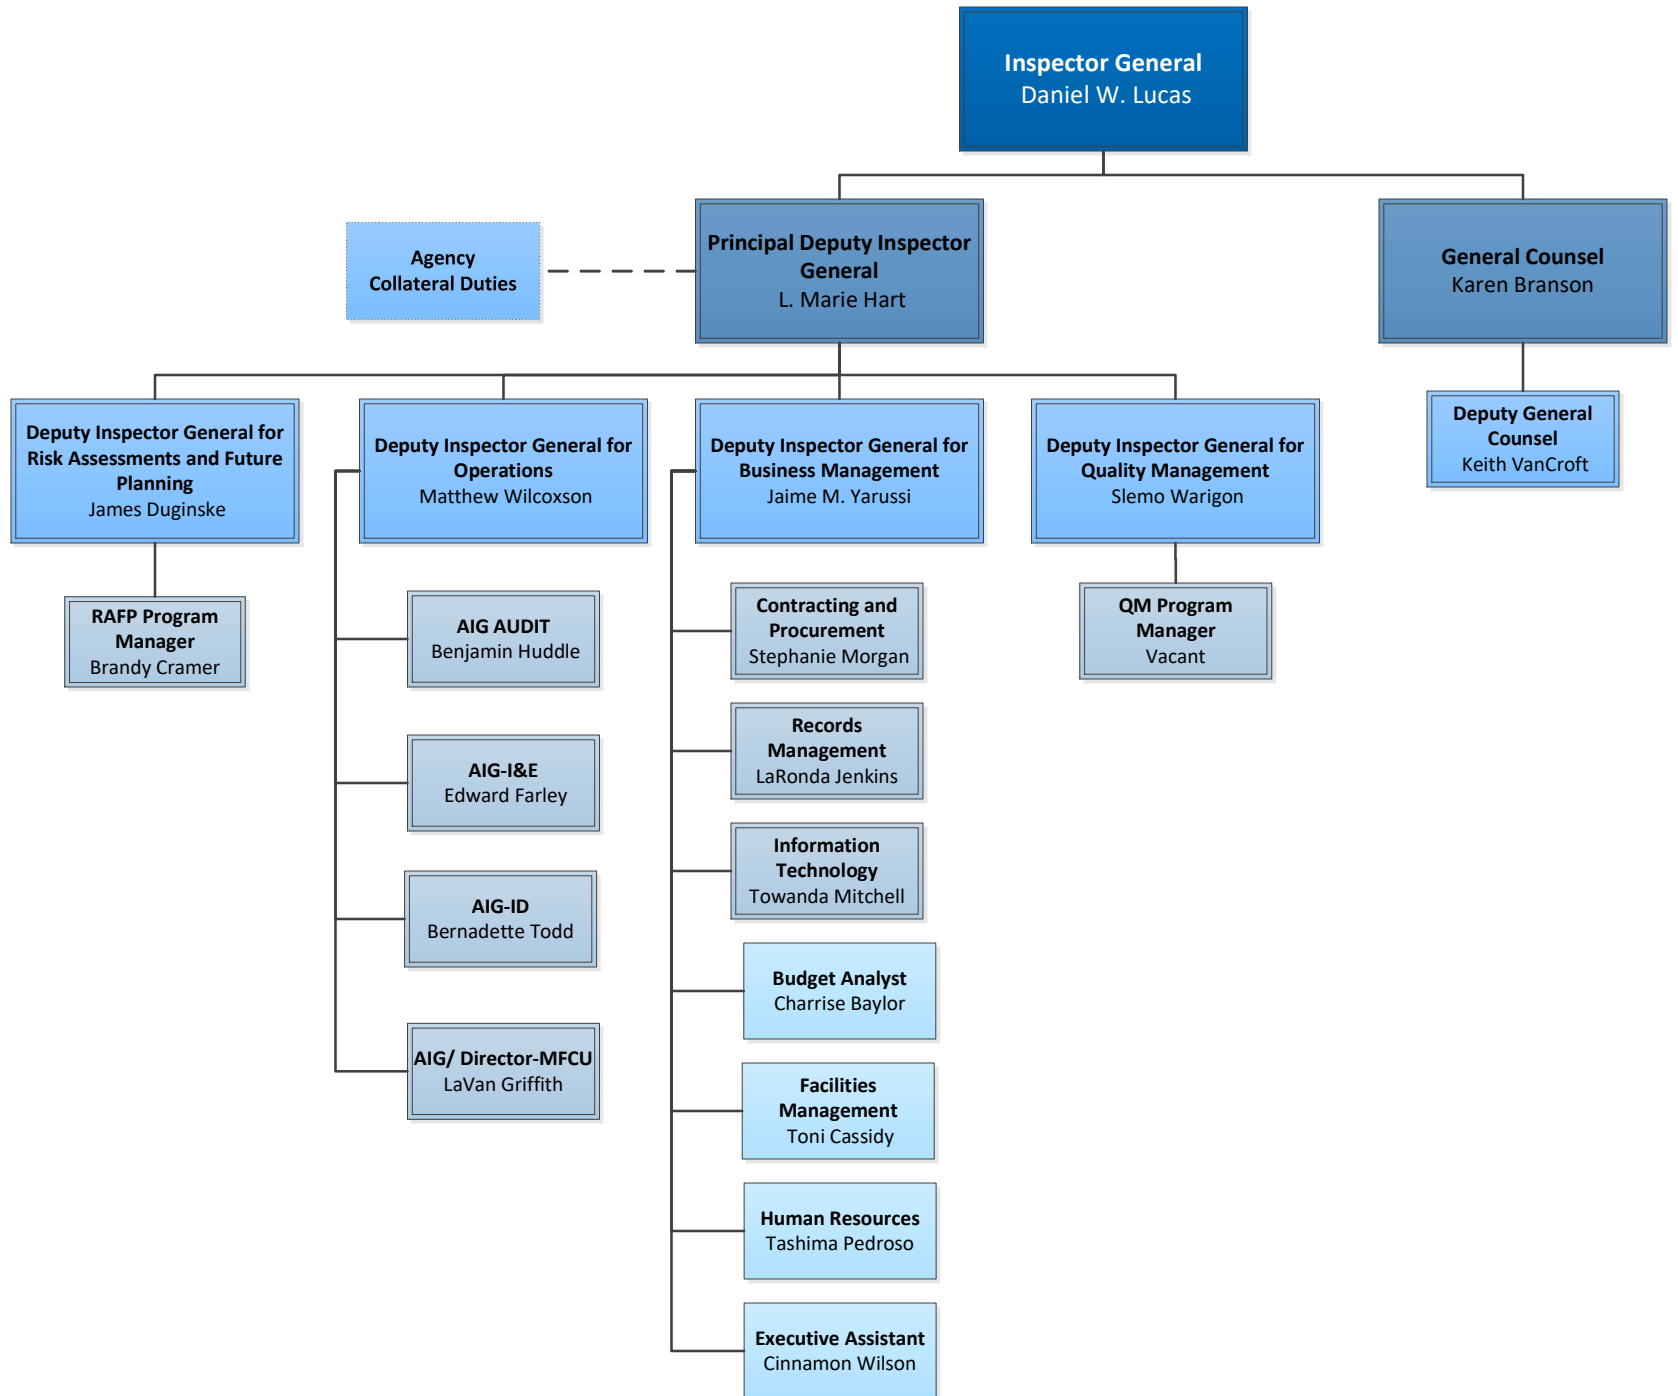 Inspector General
Daniel W. Lucas
Agency
Collateral Duties
Principal Deputy Inspector
General
L. Marie Hart
General Counsel
Karen Branson
Deputy Inspector General for
Risk Assessments and Future
Planning
James Duginske
Deputy Inspector General for
Operations
Matthew Wilcoxson
Deputy Inspector General for
Business Management
Jaime M. Yarussi
Deputy Inspector General for
Quality Management
Slemo Warigon
Deputy General
Counsel
Keith VanCroft
RAFP Program
Manager
Brandy Cramer
AIG AUDIT
Benjamin Huddle
AIG-I&E
Edward Farley
AIG-ID
Bernadette Todd
AIG/ Director-MFCU
LaVan Griffith
Contracting and
Procurement
Stephanie Morgan
Records
Management
LaRonda Jenkins
Information
Technology
Towanda Mitchell
Budget Analyst
Charrise Baylor
Facilities
Management
Toni Cassidy
Human Resources
Tashima Pedroso
Executive Assistant
Cinnamon Wilson
QM Program
Manager
Vacant